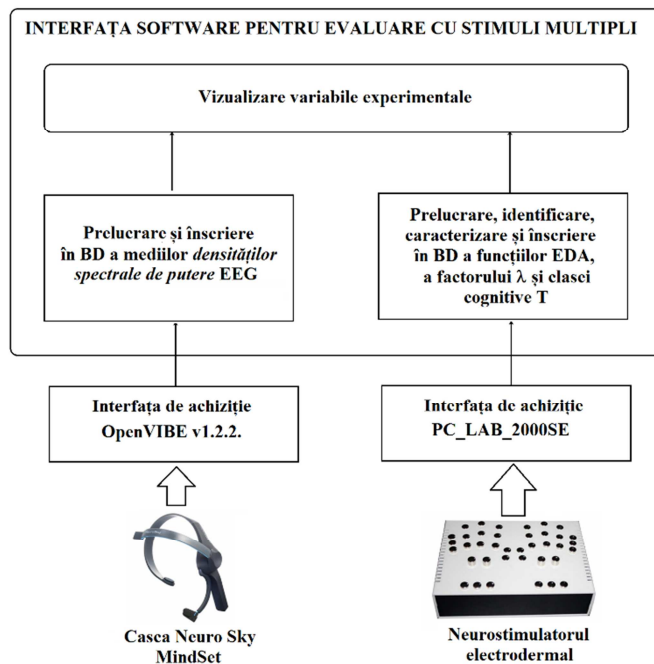 INTERFAȚA SOFTWARE PENTRU EVALUARE CU STIMULI MULTIPLI
Vizualizare variabile experimentale
Prelucrare și înscriere
în BD a mediilor densităților
spectrale de putere EEG
Prelucrare, identificare,
caracterizare și înscriere
în BD a funcțiilor EDA,
a factorului λ și clasei
cognitive T
Interfața de achiziție
OpenVIBE v1.2.2.
Interfața de achiziție
PC_LAB_2000SE
Casca Neuro Sky
MindSet
Neurostimulatorul
electrodermal